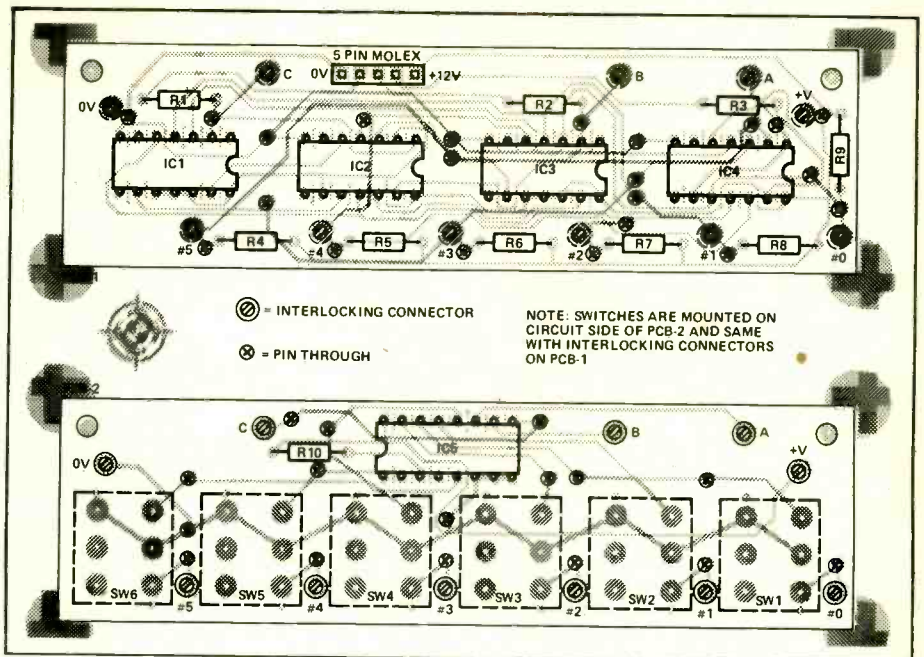 5 PIN MOLEX
0V +12V
C B A
0V R1 R2 R3 +V
R9
IC1 IC2 IC3 IC4
#5 R4 #4 R5 #3 R6 #2 R7 #1 R8 #0
= INTERLOCKING CONNECTOR
= PIN THROUGH
NOTE: SWITCHES ARE MOUNTED ON
CIRCUIT SIDE OF PCB-2 AND SAME
WITH INTERLOCKING CONNECTORS
ON PCB-1
-2
C B A
R10 IC5
0V +V
SW6 #5 SW5 #4 SW4 #3 SW3 #2 SW2 #1 SW1 #0